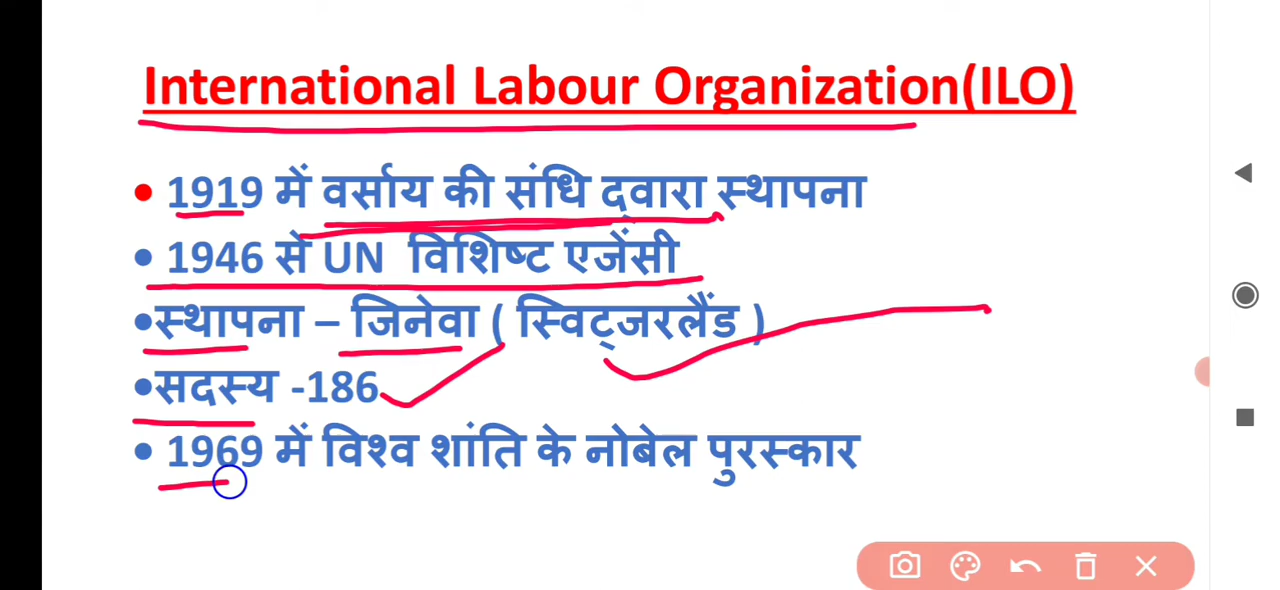 International Labour Organization(ILO)
• 1919 में वर्साय की संधि द्वारा स्थापना
• 1946 से UN विशिष्ट एजेंसी
•स्थापना – जिनेवा ( स्विट्जरलैंड )
•सदस्य -186
• 1969 में विश्व शांति के नोबेल पुरस्कार